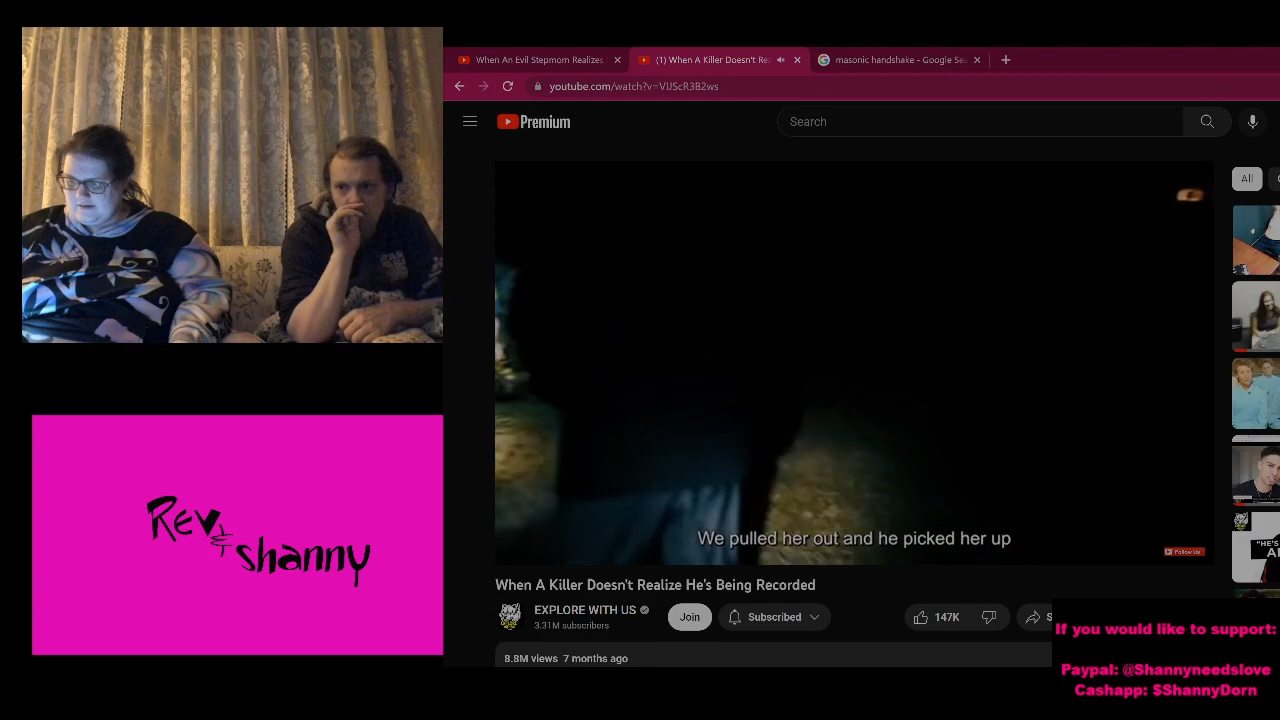 When An Evil Stepmom Realizes
(1) When A Killer Doesn't Re
masonic handshake - Google Se
youtube.com/watch?v=VlJScR3B2ws
Premium
Search
All
We pulled her out and he picked her up
Follow Us
When A Killer Doesn't Realize He's Being Recorded
EXPLORE WITH US
3.31M subscribers
Join
Subscribed
147K
S
8.8M views 7 months ago
Rev
&
shanny
If you would like to support:
Paypal: @Shannyneedslove
Cashapp: $ShannyDorn